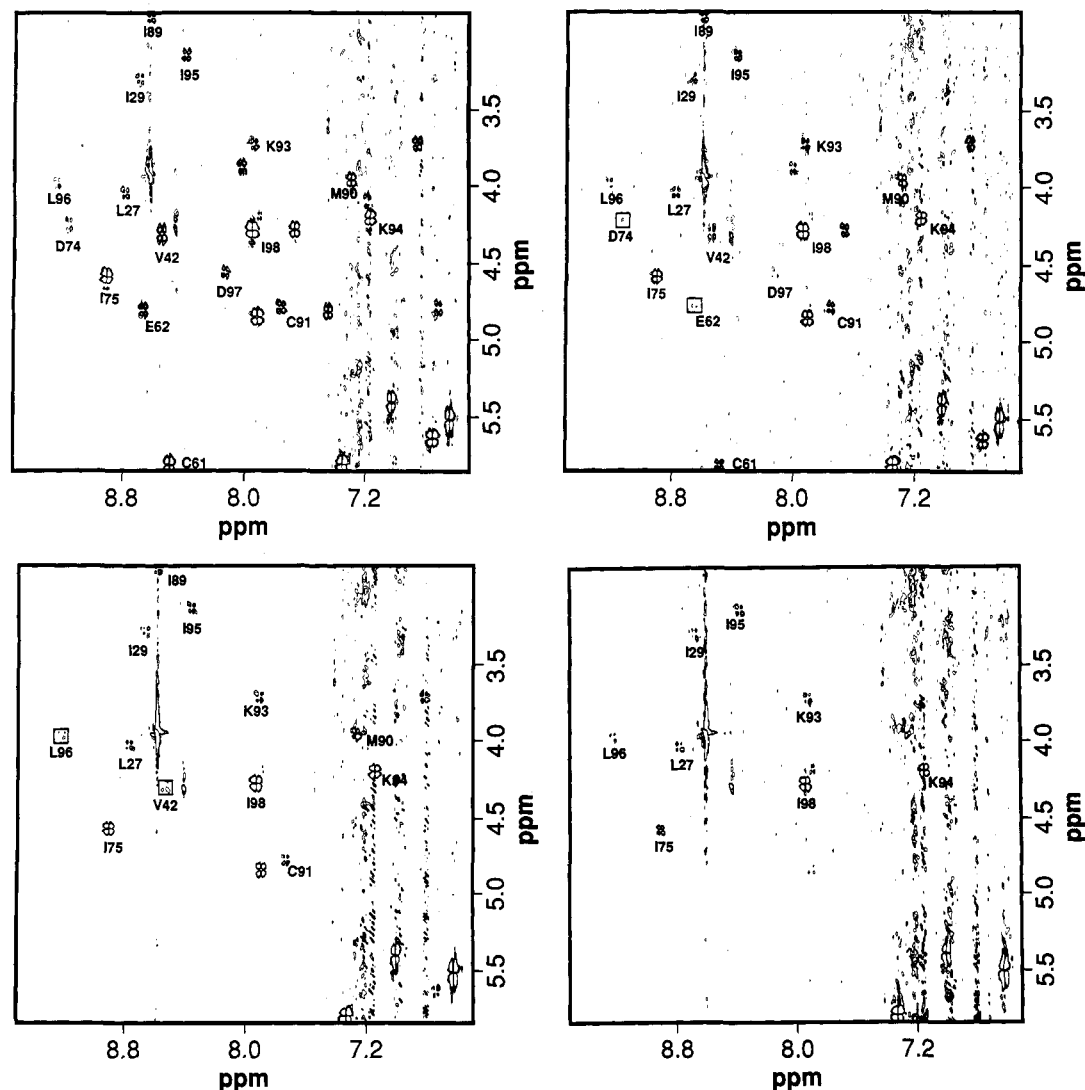 I89
I95
I29
K93
L96
L27
M90
D74
V42
I98
K94
I75
D97
E62
C91
C61
3.5
4.0
4.5
5.0
5.5
ppm
8.8
8.0
7.2
ppm
I89
I95
I29
K93
L96
L27
M90
D74
V42
I98
K94
I75
D97
E62
C91
C61
3.5
4.0
4.5
5.0
5.5
ppm
8.8
8.0
7.2
ppm
I89
I95
I29
K93
L96
L27
M90
V42
I98
K94
I75
C91
3.5
4.0
4.5
5.0
5.5
ppm
8.8
8.0
7.2
ppm
I95
I29
K93
L96
L27
I98
K94
I75
3.5
4.0
4.5
5.0
5.5
ppm
8.8
8.0
7.2
ppm